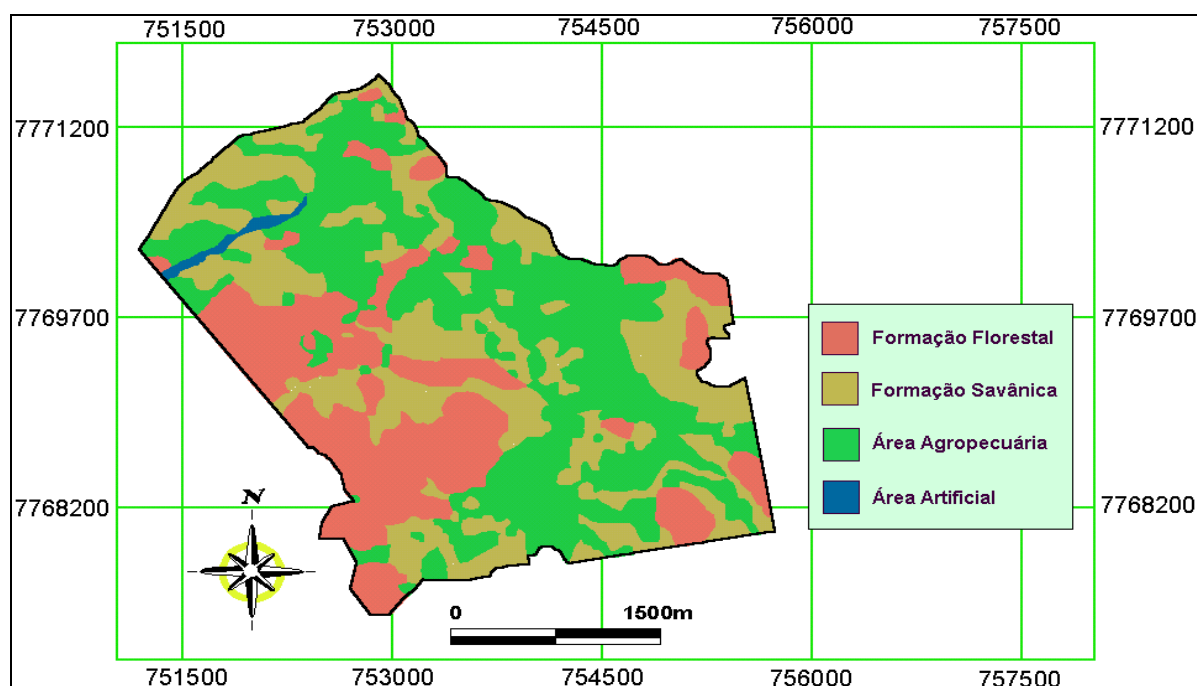 751500 753000 754500 756000 757500
7771200 7771200
7769700 7769700
Formação Florestal
Formação Savânica
Área Agropecuária
Área Artificial
7768200 7768200
N
0 1500m
751500 753000 754500 756000 757500